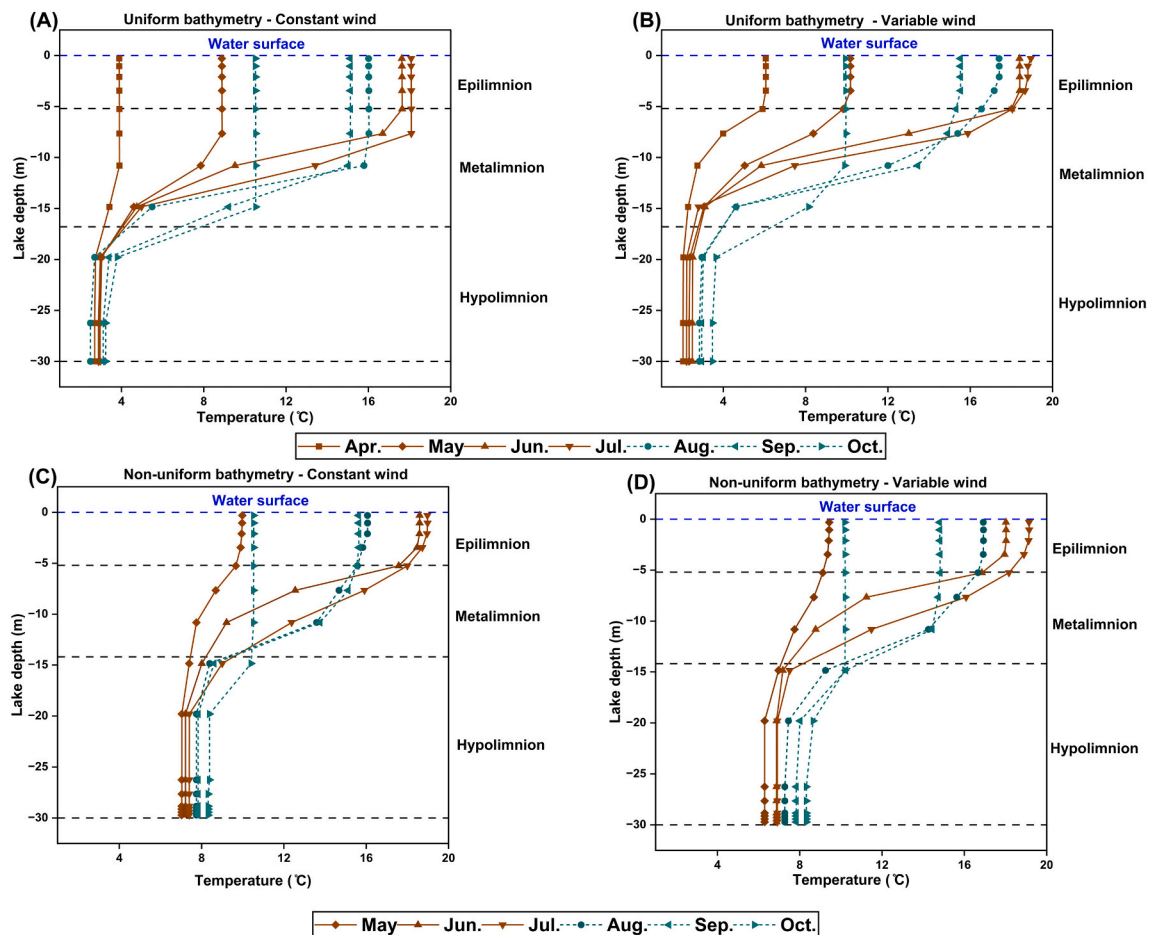 (A) Uniform bathymetry - Constant wind
Water surface
0
−5
−10
−15
−20
−25
−30
Lake depth (m)
Epilimnion
Metalimnion
Hypolimnion
4 8 12 16 20
Temperature (℃)
(B) Uniform bathymetry - Variable wind
Water surface
0
−5
−10
−15
−20
−25
−30
Lake depth (m)
Epilimnion
Metalimnion
Hypolimnion
4 8 12 16 20
Temperature (℃)
Apr. May Jun. Jul. Aug. Sep. Oct.
(C) Non-uniform bathymetry - Constant wind
Water surface
0
−5
−10
−15
−20
−25
−30
Lake depth (m)
Epilimnion
Metalimnion
Hypolimnion
4 8 12 16 20
Temperature (℃)
(D) Non-uniform bathymetry - Variable wind
Water surface
0
−5
−10
−15
−20
−25
−30
Lake depth (m)
Epilimnion
Metalimnion
Hypolimnion
4 8 12 16 20
Temperature (℃)
May Jun. Jul. Aug. Sep. Oct.